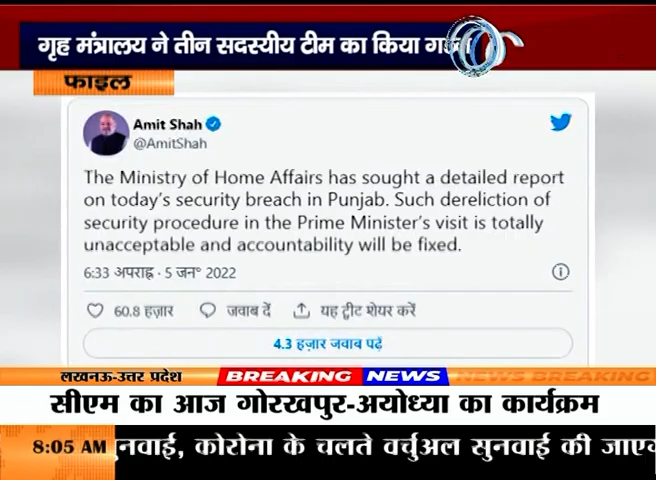 गृह मंत्रालय ने तीन सदस्यीय टीम का किया
फाइल
Amit Shah
@AmitShah
The Ministry of Home Affairs has sought a detailed report
on today's security breach in Punjab. Such dereliction of
security procedure in the Prime Minister's visit is totally
unacceptable and accountability will be fixed.
6:33 अपराह्न · 5 जन॰ 2022
60.8 हज़ार जवाब दें यह ट्वीट शेयर करें
4.3 हज़ार जवाब पढ़ें
लखनऊ-उत्तर प्रदेश BREAKING NEWS NEWS BREAKING
सीएम का आज गोरखपुर-अयोध्या का कार्यक्रम
8:05 AM नवाई, कोरोना के चलते वर्चुअल सुनवाई की जाए